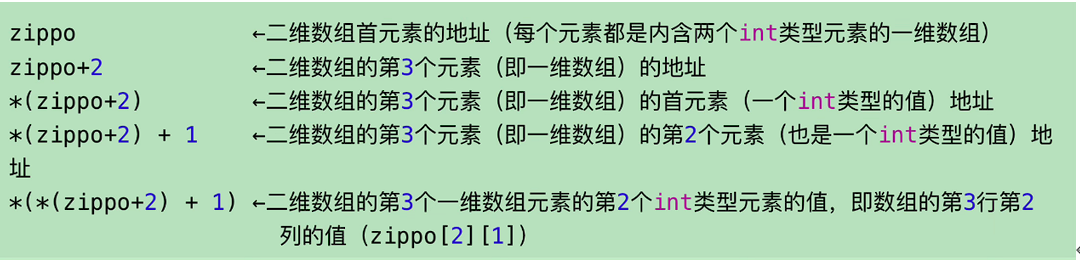 zippo ←二维数组首元素的地址（每个元素都是内含两个int类型元素的一维数组）
zippo+2 ←二维数组的第3个元素（即一维数组）的地址
*(zippo+2) ←二维数组的第3个元素（即一维数组）的首元素（一个int类型的值）地址
*(zippo+2) + 1 ←二维数组的第3个元素（即一维数组）的第2个元素（也是一个int类型的值）地
址
*(*(zippo+2) + 1) ←二维数组的第3个一维数组元素的第2个int类型元素的值，即数组的第3行第2
列的值（zippo[2][1]）